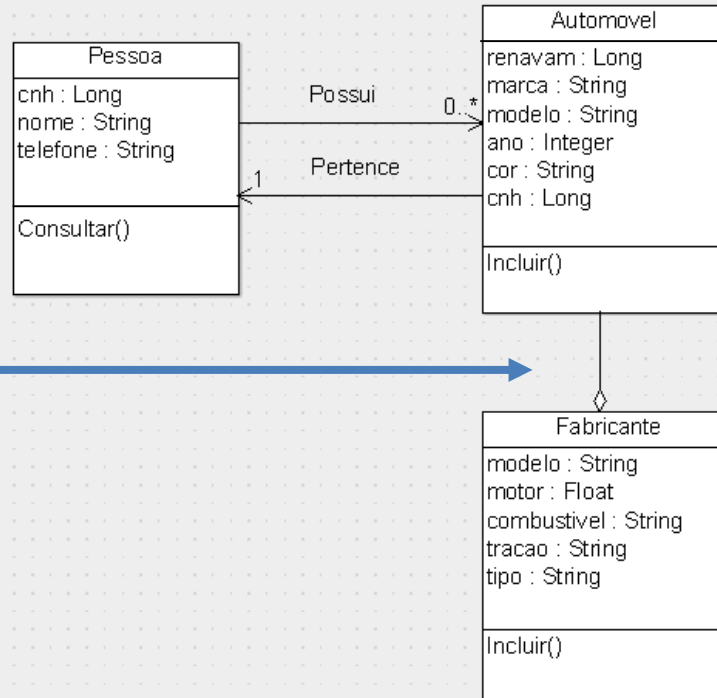 Pessoa
cnh : Long
nome : String
telefone : String
Consultar()
Possui
0..*
Pertence
1
Automovel
renavam : Long
marca : String
modelo : String
ano : Integer
cor : String
cnh : Long
Incluir()
Fabricante
modelo : String
motor : Float
combustivel : String
tracao : String
tipo : String
Incluir()